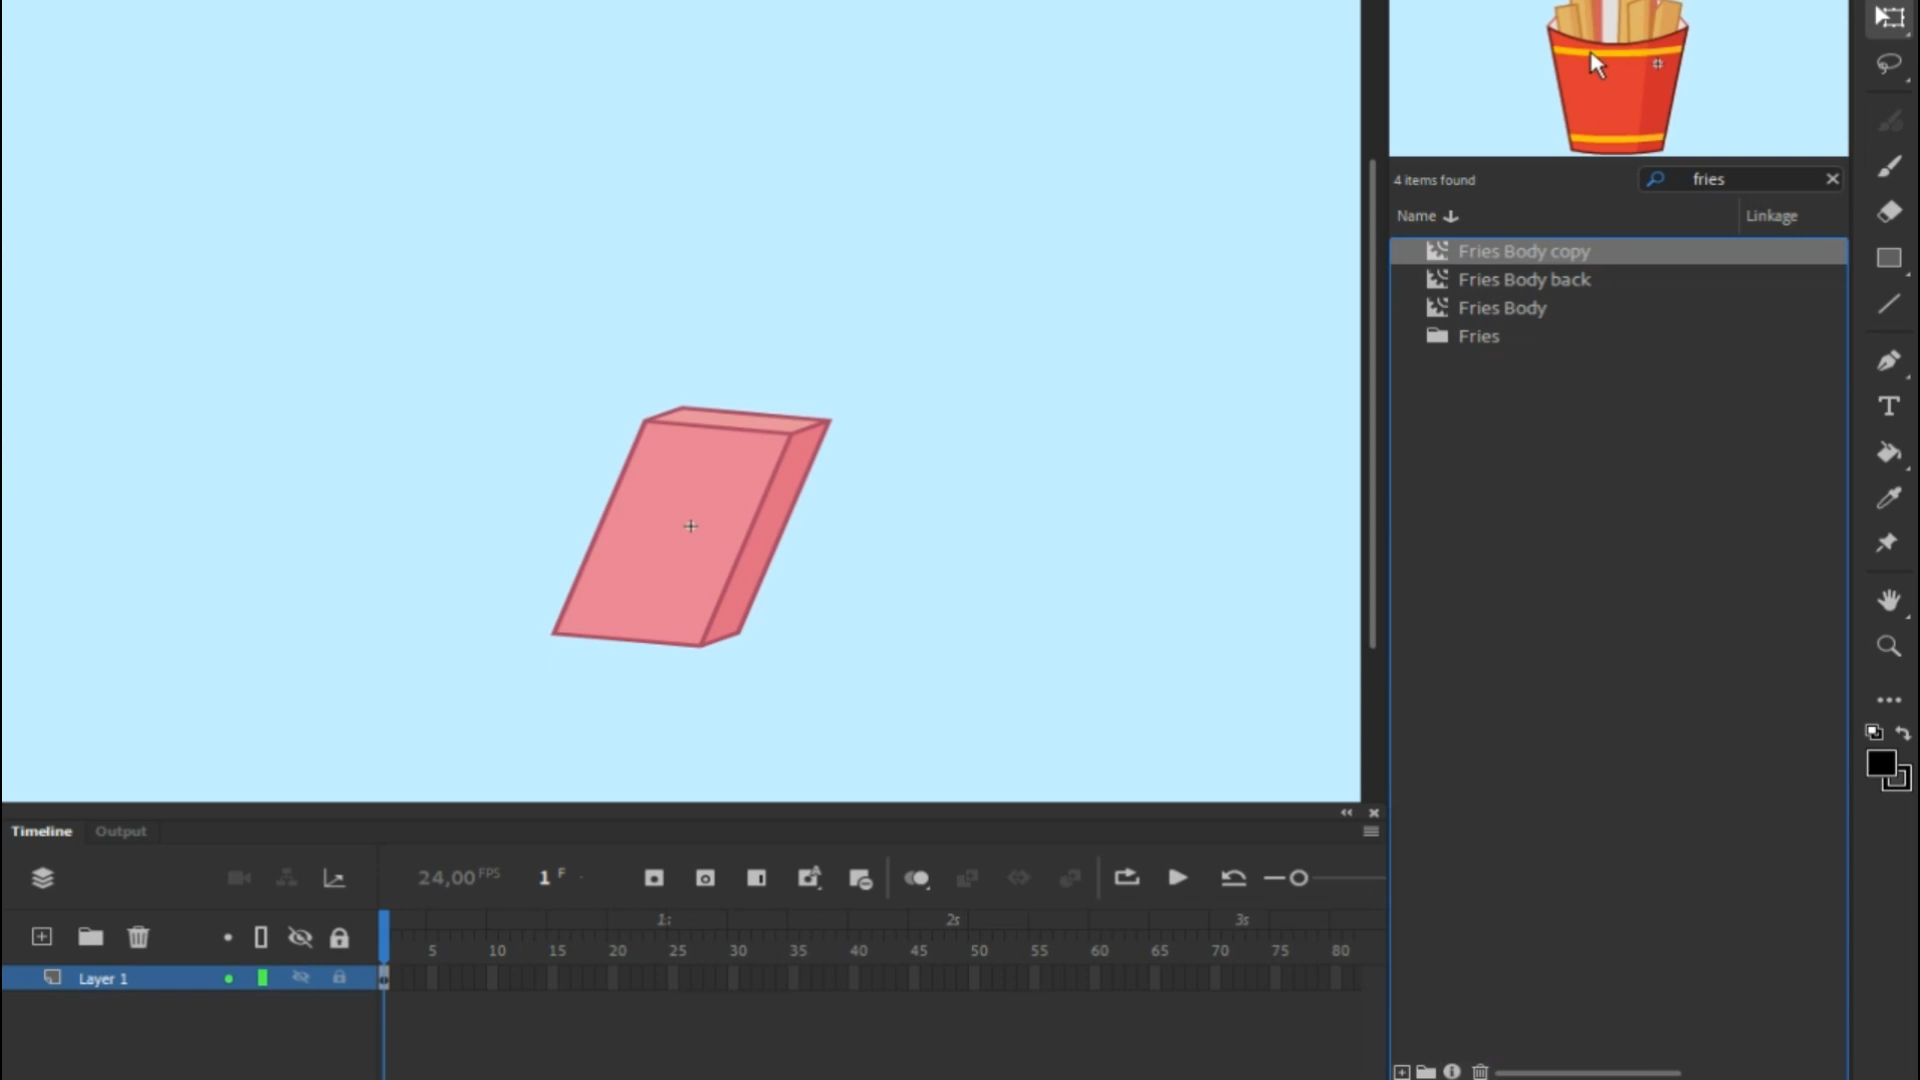 4 items found
fries
Name
Linkage
Fries Body copy
Fries Body back
Fries Body
Fries
Timeline
Output
24,00 FPS
1 F
1s
2s
3s
5 10 15 20 25 30 35 40 45 50 55 60 65 70 75 80
Layer 1